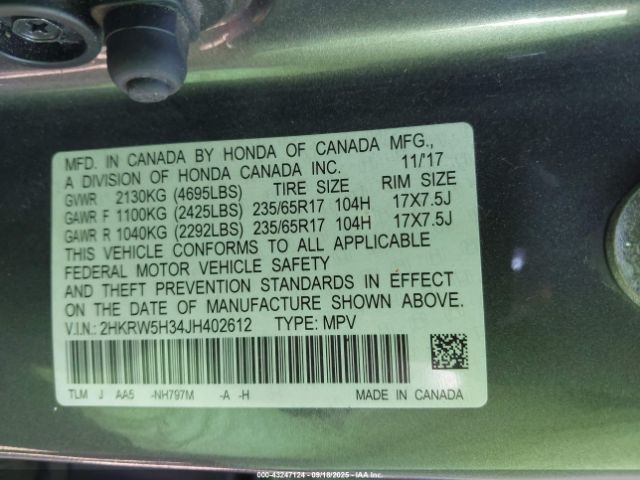 MFD. IN CANADA BY HONDA OF CANADA MFG.,
A DIVISION OF HONDA CANADA INC. 11/'17
GVWR 2130KG (4695LBS) TIRE SIZE RIM SIZE
GAWR F 1100KG (2425LBS) 235/65R17 104H 17X7.5J
GAWR R 1040KG (2292LBS) 235/65R17 104H 17X7.5J
THIS VEHICLE CONFORMS TO ALL APPLICABLE
FEDERAL MOTOR VEHICLE SAFETY
AND THEFT PREVENTION STANDARDS IN EFFECT
ON THE DATE OF MANUFACTURE SHOWN ABOVE.
V.I.N.: 2HKRW5H34JH402612 TYPE: MPV
TLM J AA5 -NH797M -A -H MADE IN CANADA
000-43247124 - 09/18/2025 - IAA Inc.